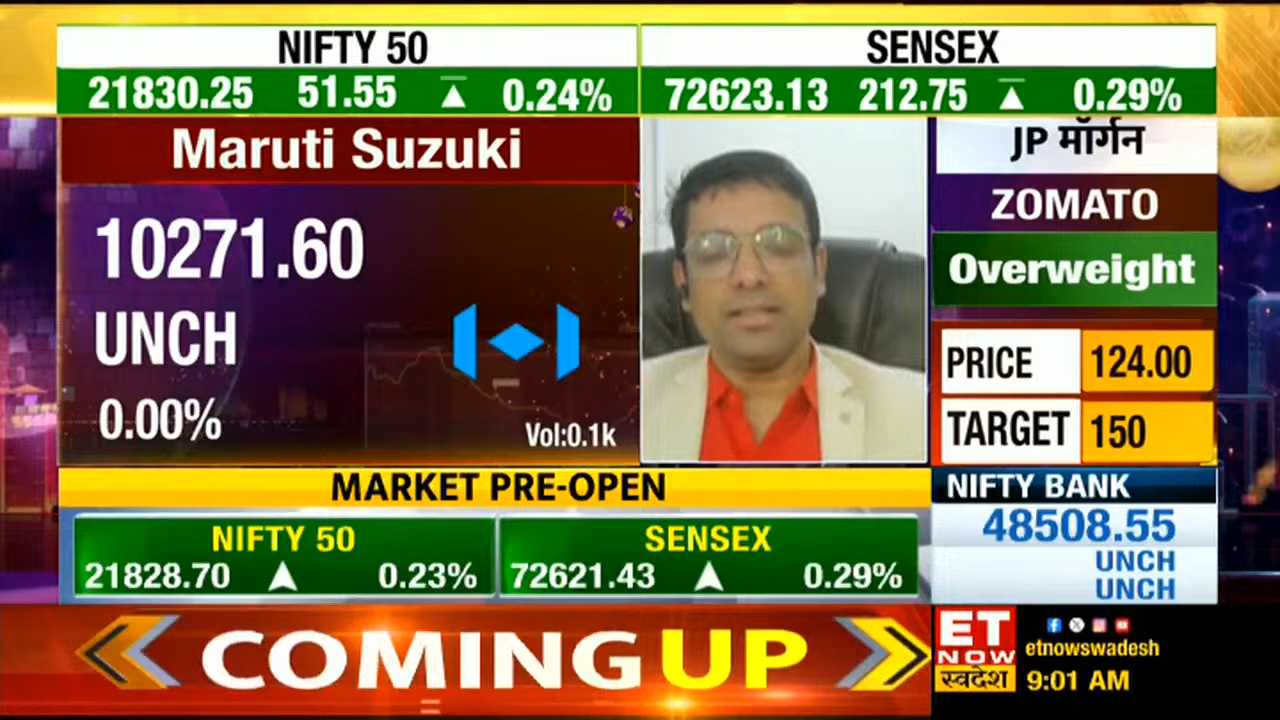 NIFTY 50
21830.25 51.55 0.24%
SENSEX
72623.13 212.75 0.29%
Maruti Suzuki
10271.60
UNCH
0.00%
Vol:0.1k
JP मॉर्गन
ZOMATO
Overweight
PRICE 124.00
TARGET 150
MARKET PRE-OPEN
NIFTY 50
21828.70 0.23%
SENSEX
72621.43 0.29%
NIFTY BANK
48508.55
UNCH
UNCH
COMING UP
ET
NOW
स्वदेश
etnowswadesh
9:01 AM